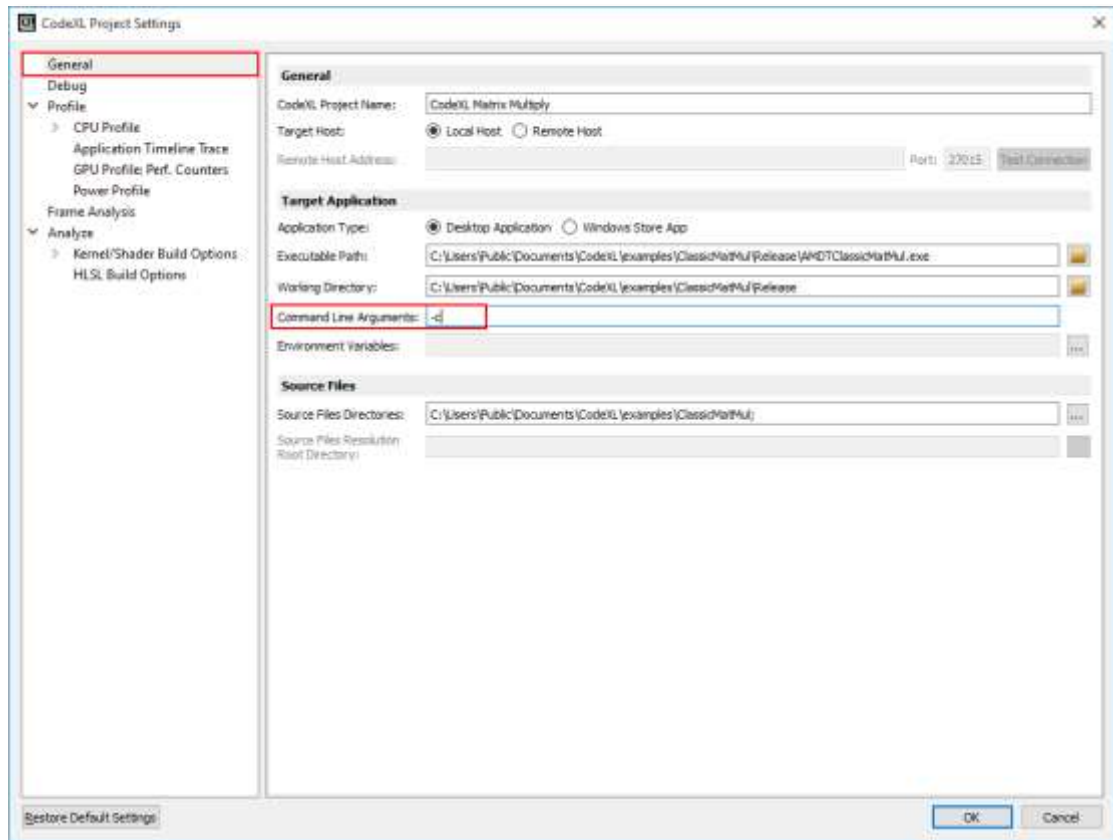 CodeXL Project Settings
General
Debug
Profile
CPU Profile
Application Timeline Trace
GPU Profile: Perf. Counters
Power Profile
Frame Analysis
Analyze
Kernel/Shader Build Options
HLSL Build Options
General
CodeXL Project Name: CodeXL Matrix Multiply
Target Host: Local Host Remote Host
Remote Host Address: Port: 27015 Test Connection
Target Application
Application Type: Desktop Application Windows Store App
Executable Path: C:\Users\Public\Documents\CodeXL\examples\ClassicMatMul\Release\AMDTClassicMatMul.exe
Working Directory: C:\Users\Public\Documents\CodeXL\examples\ClassicMatMul\Release
Command Line Arguments: -c
Environment Variables: ...
Source Files
Source Files Directories: C:\Users\Public\Documents\CodeXL\examples\ClassicMatMul; ...
Source Files Resolution
Root Directory:
Restore Default Settings OK Cancel